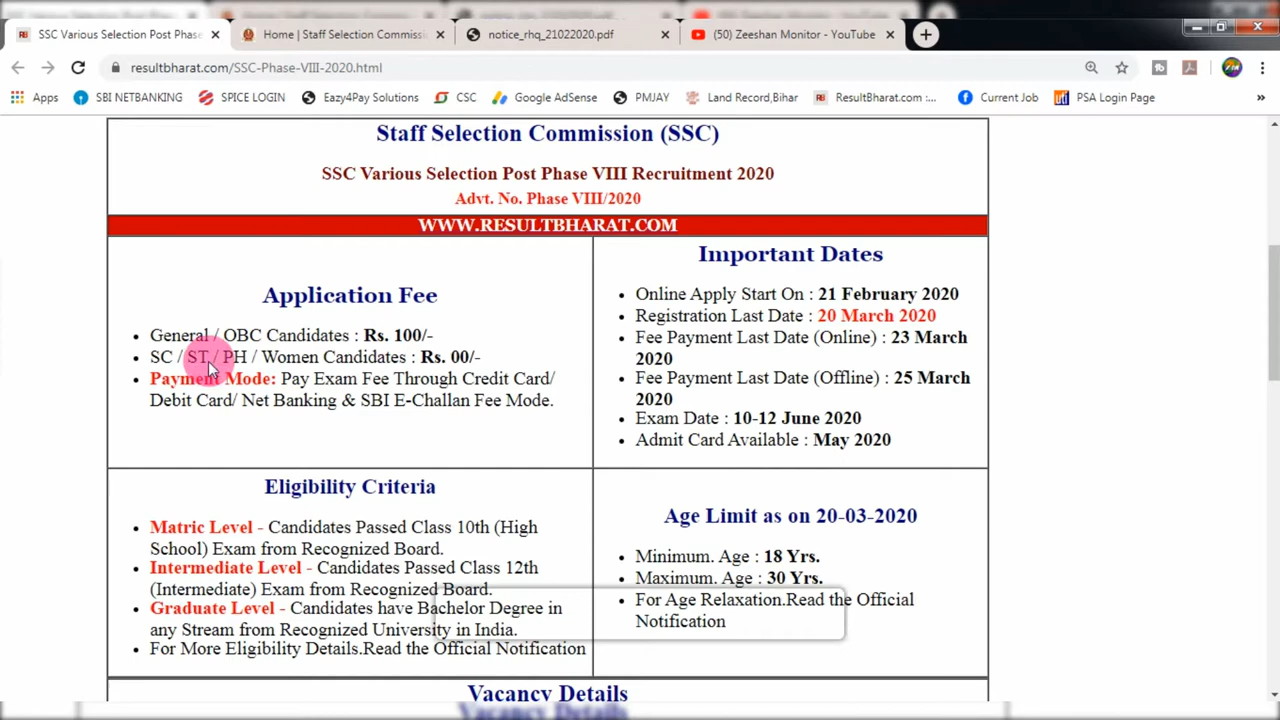 SSC Various Selection Post Phase
Home | Staff Selection Commissi
notice_rhq_21022020.pdf
(50) Zeeshan Monitor - YouTube
resultbharat.com/SSC-Phase-VIII-2020.html
Apps
SBI NETBANKING
SPICE LOGIN
Eazy4Pay Solutions
CSC
Google AdSense
PMJAY
Land Record,Bihar
ResultBharat.com :...
Current Job
PSA Login Page
»
Staff Selection Commission (SSC)
SSC Various Selection Post Phase VIII Recruitment 2020
Advt. No. Phase VIII/2020
WWW.RESULTBHARAT.COM
Application Fee
• General / OBC Candidates : Rs. 100/-
• SC / ST / PH / Women Candidates : Rs. 00/-
• Payment Mode: Pay Exam Fee Through Credit Card/
Debit Card/ Net Banking & SBI E-Challan Fee Mode.
Important Dates
• Online Apply Start On : 21 February 2020
• Registration Last Date : 20 March 2020
• Fee Payment Last Date (Online) : 23 March
2020
• Fee Payment Last Date (Offline) : 25 March
2020
• Exam Date : 10-12 June 2020
• Admit Card Available : May 2020
Eligibility Criteria
• Matric Level - Candidates Passed Class 10th (High
School) Exam from Recognized Board.
• Intermediate Level - Candidates Passed Class 12th
(Intermediate) Exam from Recognized Board.
• Graduate Level - Candidates have Bachelor Degree in
any Stream from Recognized University in India.
• For More Eligibility Details.Read the Official Notification
Age Limit as on 20-03-2020
• Minimum. Age : 18 Yrs.
• Maximum. Age : 30 Yrs.
• For Age Relaxation.Read the Official
Notification
Vacancy Details